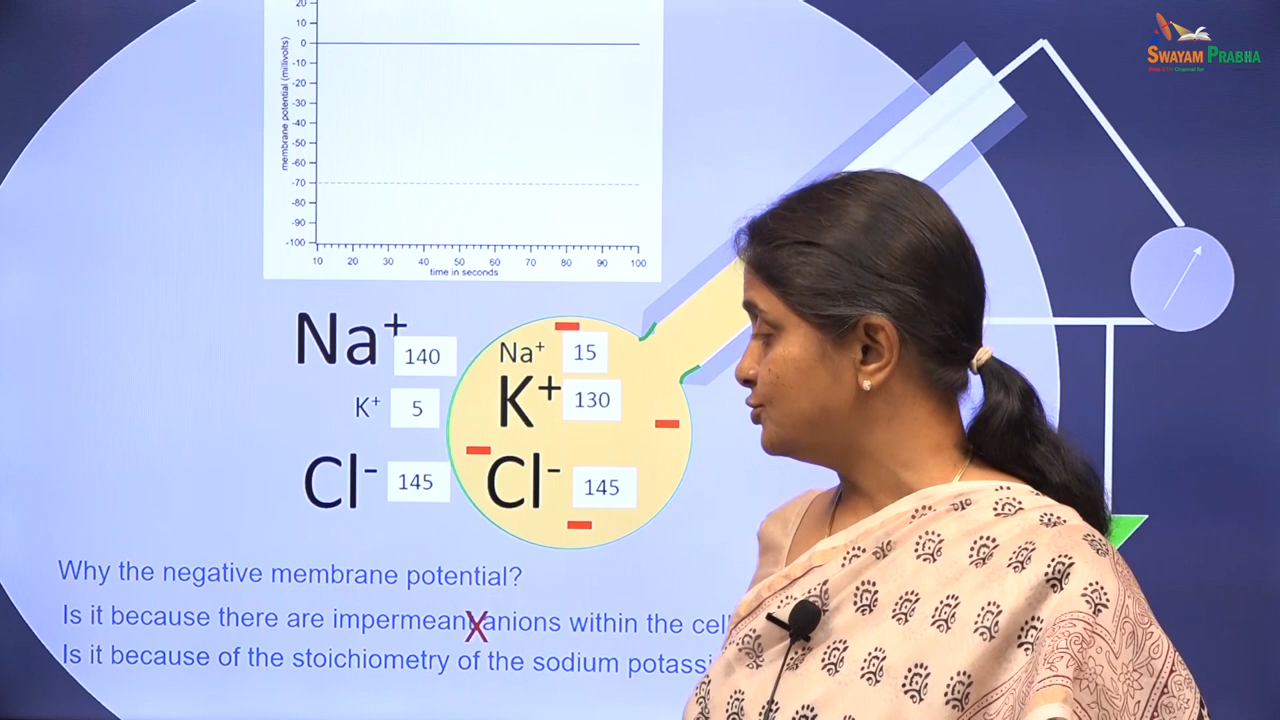 SWAYAM PRABHA
20
10
0
-10
-20
-30
-40
-50
-60
-70
-80
-90
-100
membrane potential (millivolts)
10 20 30 40 50 60 70 80 90 100
time in seconds
Na+ 140
K+ 5
Cl- 145
Na+ 15
K+ 130
Cl- 145
Why the negative membrane potential?
Is it because there are impermeant anions within the cel
X
Is it because of the stoichiometry of the sodium potassi